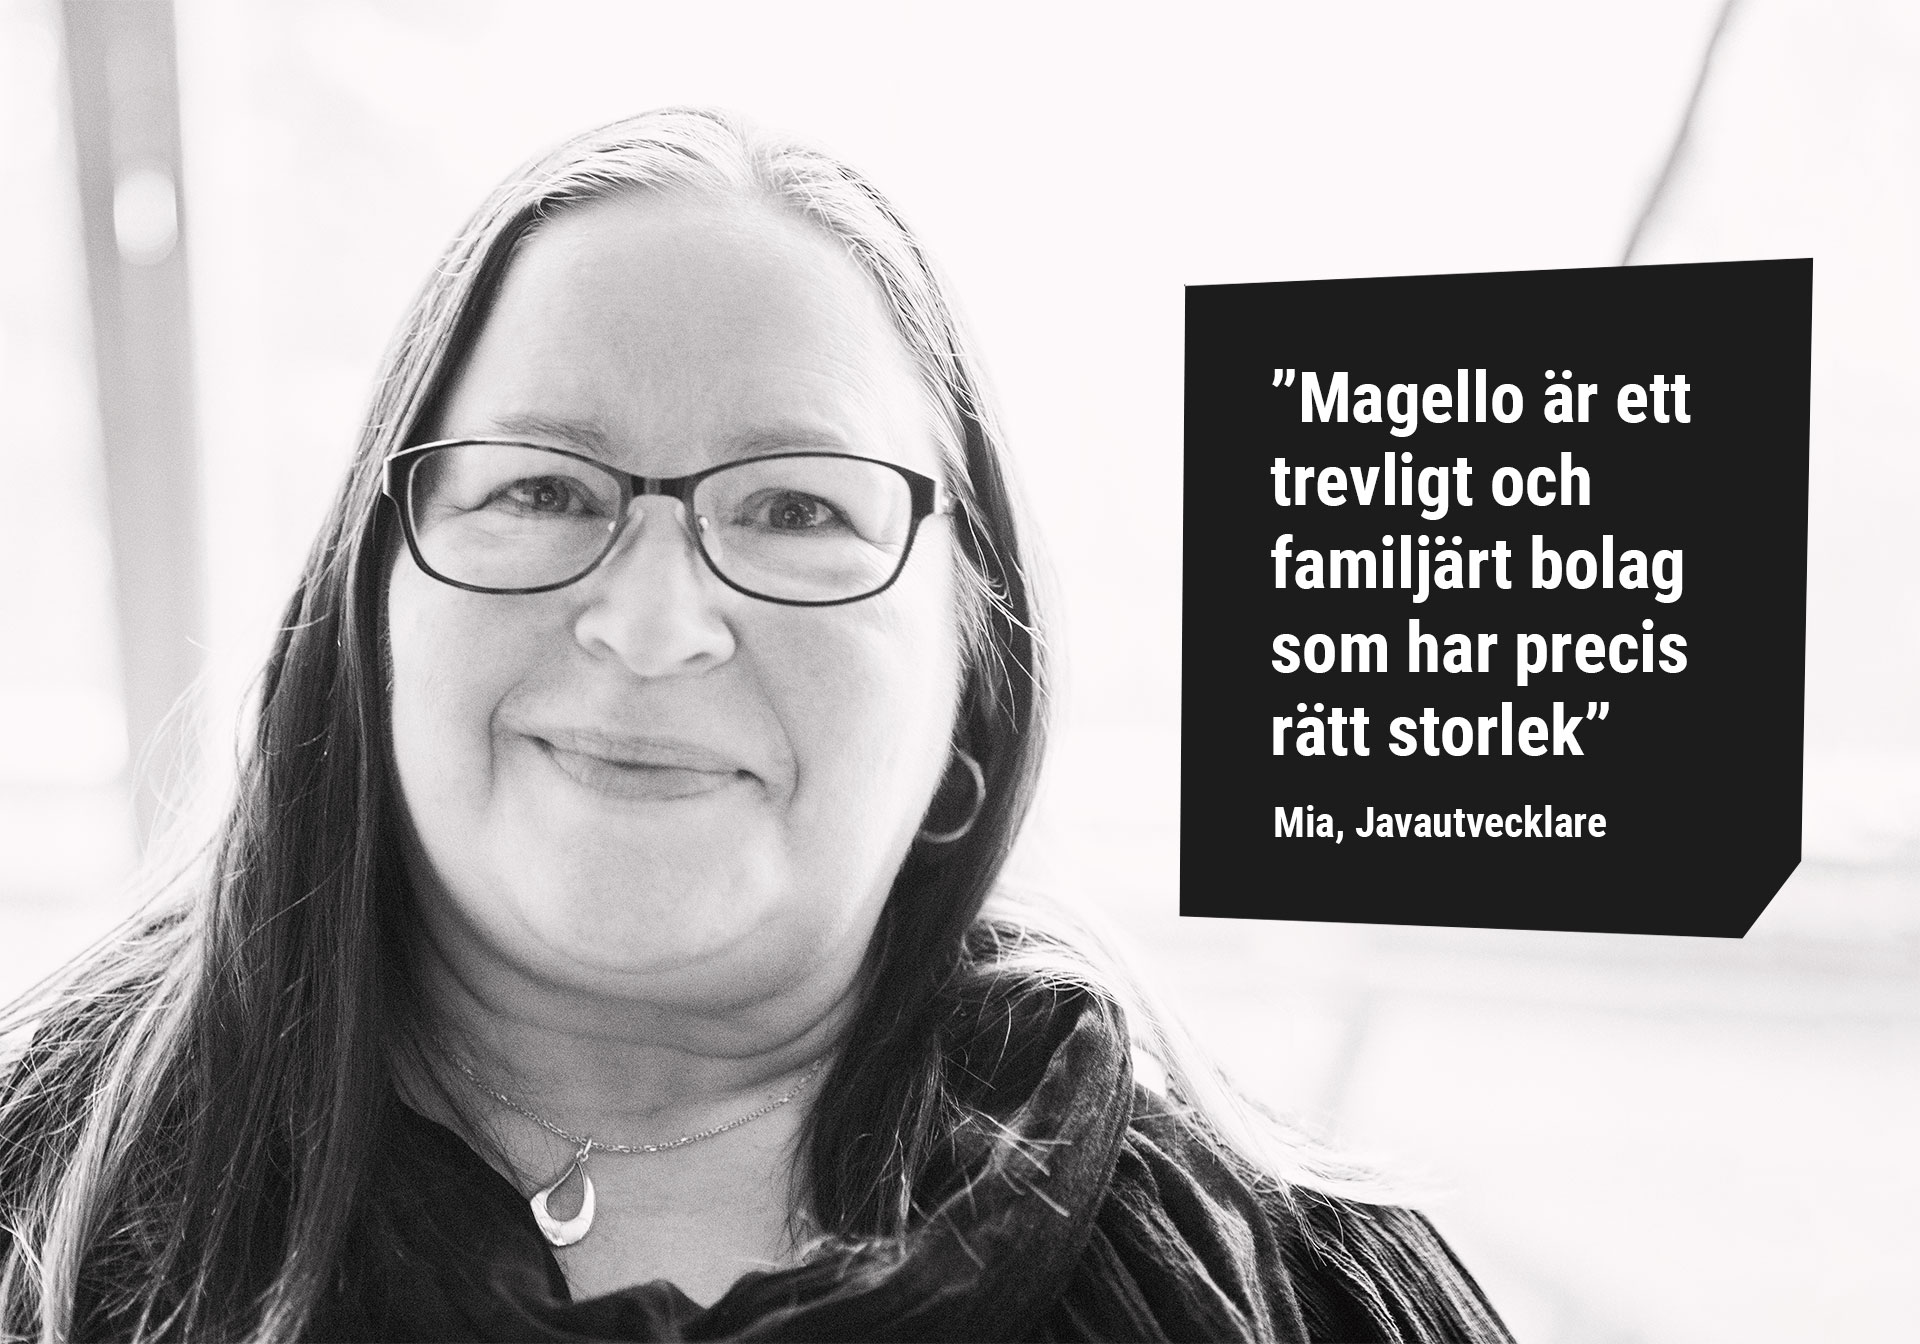 ”Magello är ett
trevligt och
familjärt bolag
som har precis
rätt storlek”
Mia, Javautvecklare